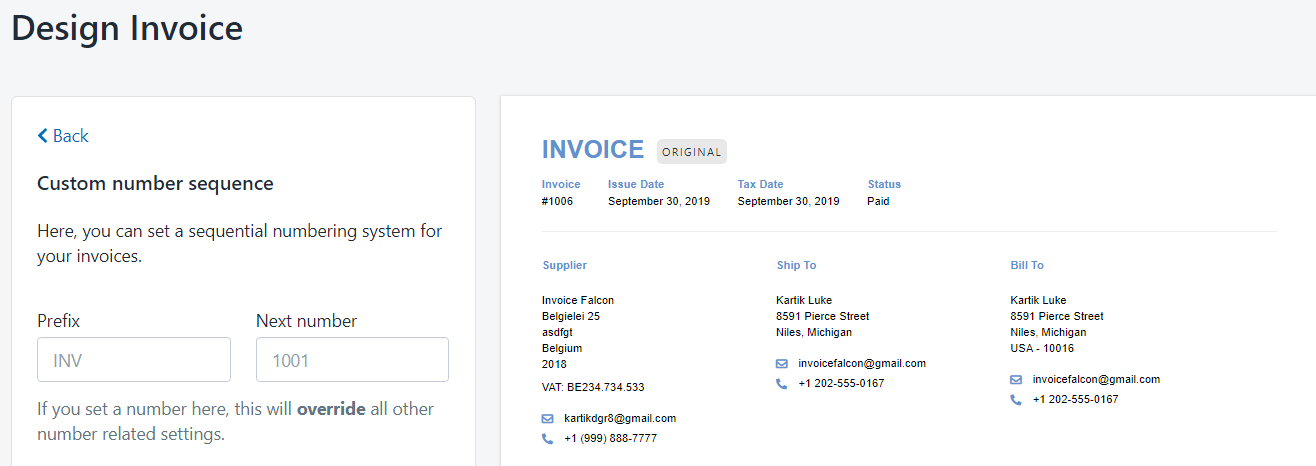 Design Invoice
Back
Custom number sequence
Here, you can set a sequential numbering system for
your invoices.
Prefix
Next number
INV
1001
If you set a number here, this will override all other
number related settings.
INVOICE ORIGINAL
Invoice
Issue Date
Tax Date
Status
#1006
September 30, 2019
September 30, 2019
Paid
Supplier
Invoice Falcon
Belgielei 25
asdfgt
Belgium
2018
VAT: BE234.734.533
kartikdgr8@gmail.com
+1 (999) 888-7777
Ship To
Kartik Luke
8591 Pierce Street
Niles, Michigan
invoicefalcon@gmail.com
+1 202-555-0167
Bill To
Kartik Luke
8591 Pierce Street
Niles, Michigan
USA - 10016
invoicefalcon@gmail.com
+1 202-555-0167